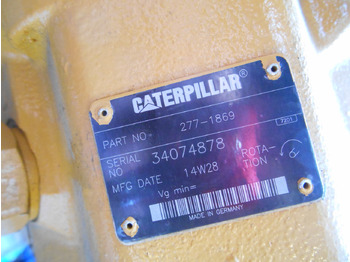 CATERPILLAR
PART NO 277-1869
SERIAL NO 34074878 ROTA-TION
MFG DATE 14W28
Vg min=
MADE IN GERMANY